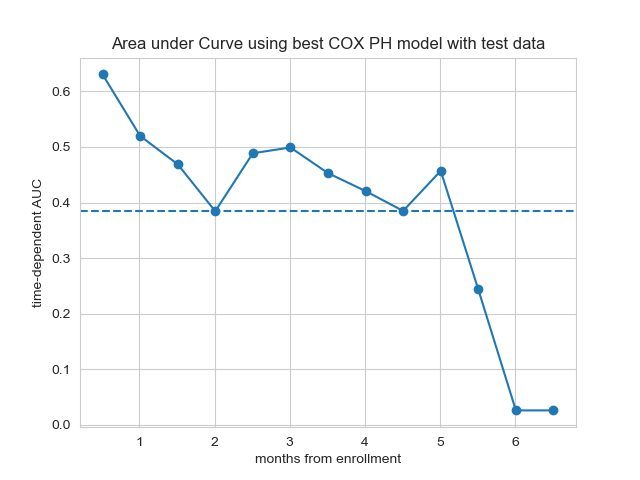 Area under Curve using best COX PH model with test data
time-dependent AUC
0.6
0.5
0.4
0.3
0.2
0.1
0.0
1 2 3 4 5 6
months from enrollment